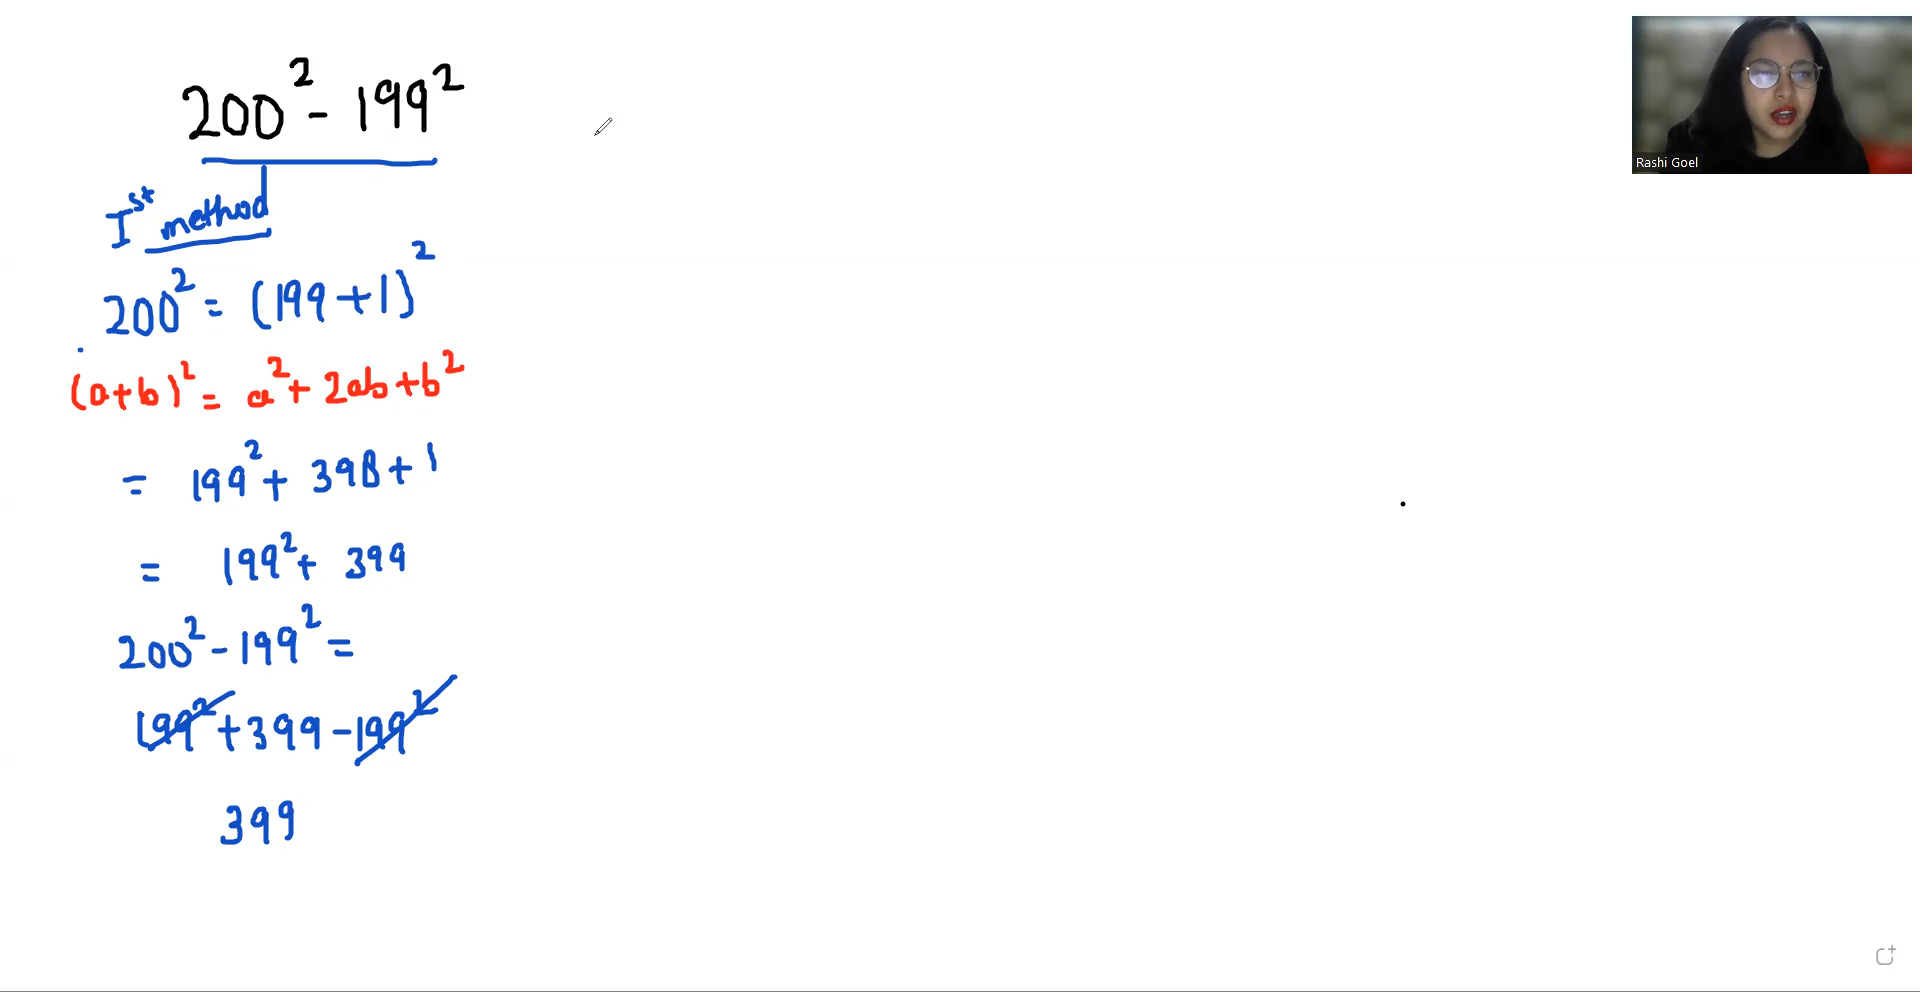 200² - 199²
Iˢᵗ method
200² = (199 + 1)²
(a+b)² = a² + 2ab + b²
= 199² + 398 + 1
= 199² + 399
200² - 199² =
199² + 399 - 199²
399
Rashi Goel